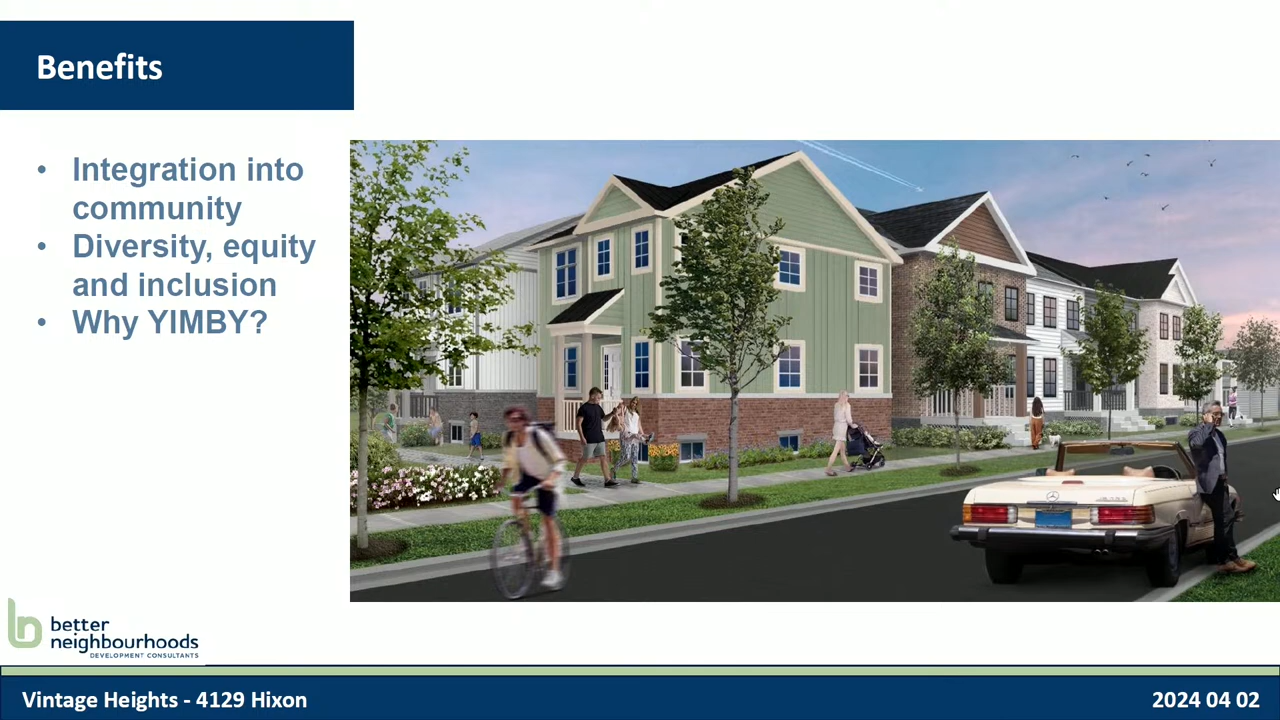 Benefits
• Integration into
community
• Diversity, equity
and inclusion
• Why YIMBY?
better
neighbourhoods
DEVELOPMENT CONSULTANTS
Vintage Heights - 4129 Hixon
2024 04 02